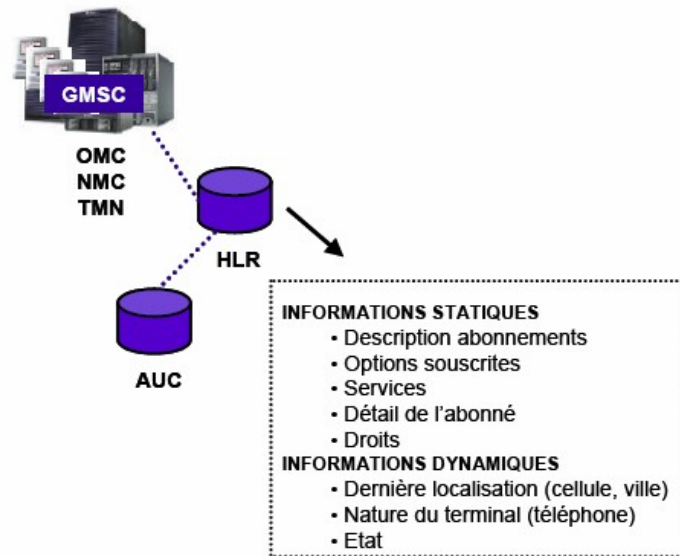 GMSC
OMC
NMC
TMN
HLR
AUC
INFORMATIONS STATIQUES
• Description abonnements
• Options souscrites
• Services
• Détail de l'abonné
• Droits
INFORMATIONS DYNAMIQUES
• Dernière localisation (cellule, ville)
• Nature du terminal (téléphone)
• Etat